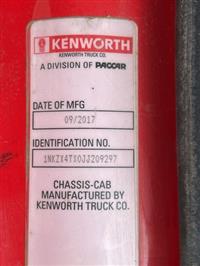 KENWORTH
KENWORTH TRUCK CO.
A DIVISION OF PACCAR
DATE OF MFG
09/2017
IDENTIFICATION NO.
1NKZX4TX0JJ209297
CHASSIS-CAB
MANUFACTURED BY
KENWORTH TRUCK CO.